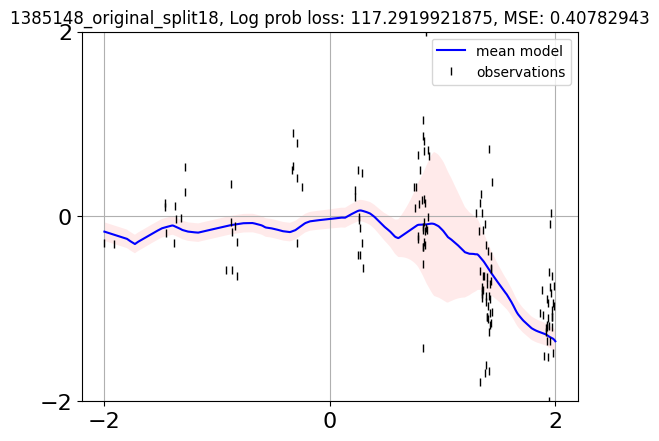 1385148_original_split18, Log prob loss: 117.2919921875, MSE: 0.40782943
2
mean model
observations
0
−2
−2
0
2